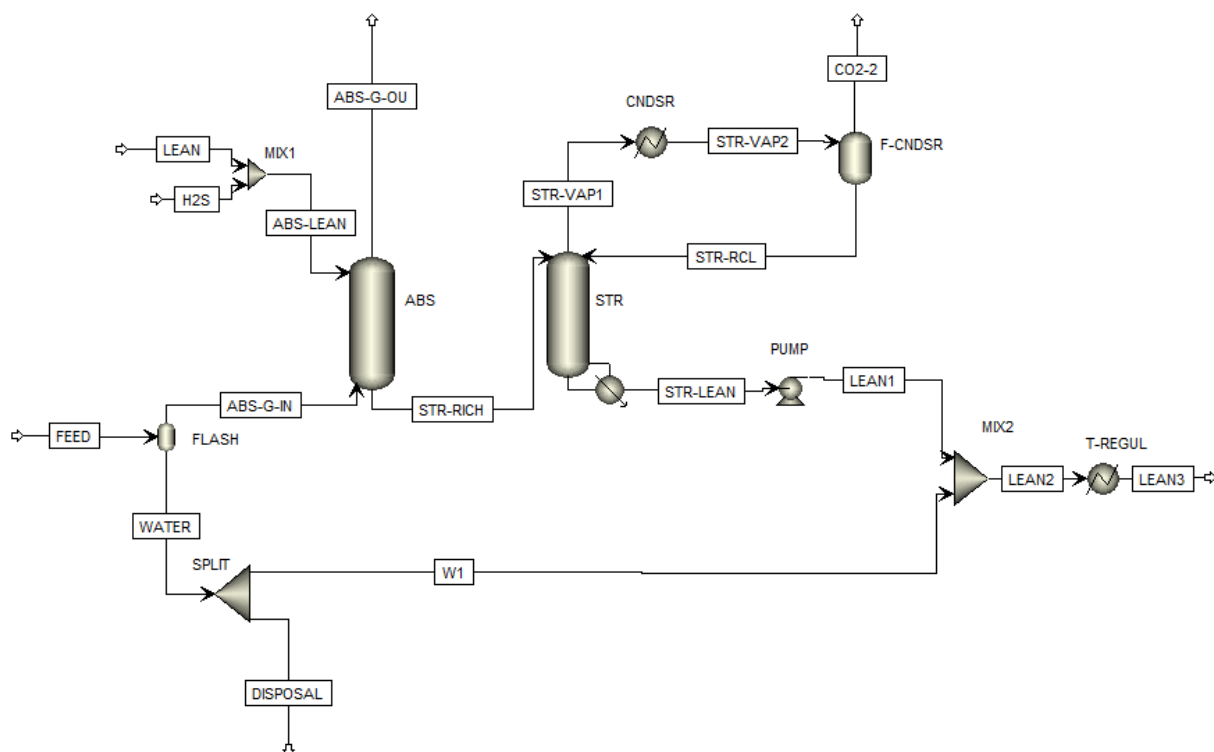 CO2-2
ABS-G-OU
CNDSR
STR-VAP2
F-CNDSR
LEAN
MIX1
H2S
STR-VAP1
ABS-LEAN
STR-RCL
ABS
STR
PUMP
LEAN1
ABS-G-IN
STR-LEAN
STR-RICH
FEED
FLASH
MIX2
T-REGUL
LEAN2
LEAN3
WATER
SPLIT
W1
DISPOSAL